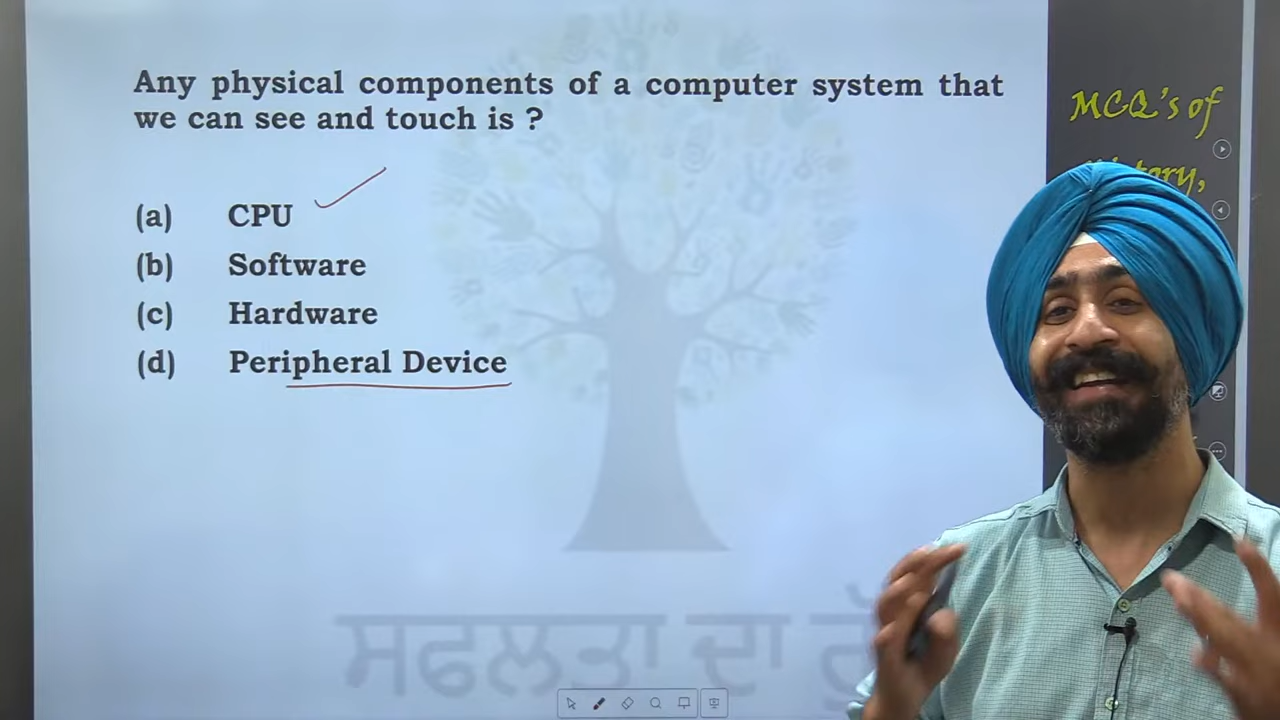 Any physical components of a computer system that
we can see and touch is ?
(a) CPU
(b) Software
(c) Hardware
(d) Peripheral Device
MCQ's of
ਸਫਲਤਾ ਦਾ